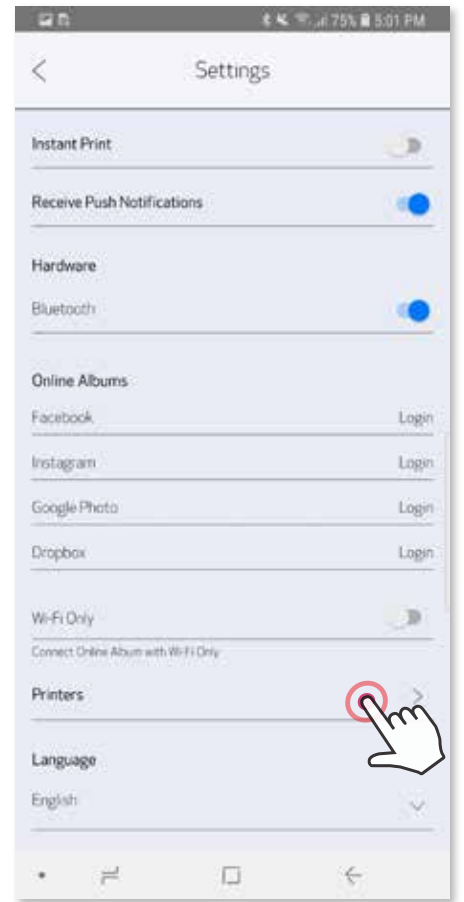 75% 5:01 PM
Settings
Instant Print
Receive Push Notifications
Hardware
Bluetooth
Online Albums
Facebook Login
Instagram Login
Google Photo Login
Dropbox Login
Wi-Fi Only
Connect Online Album with Wi-Fi Only
Printers
Language
English